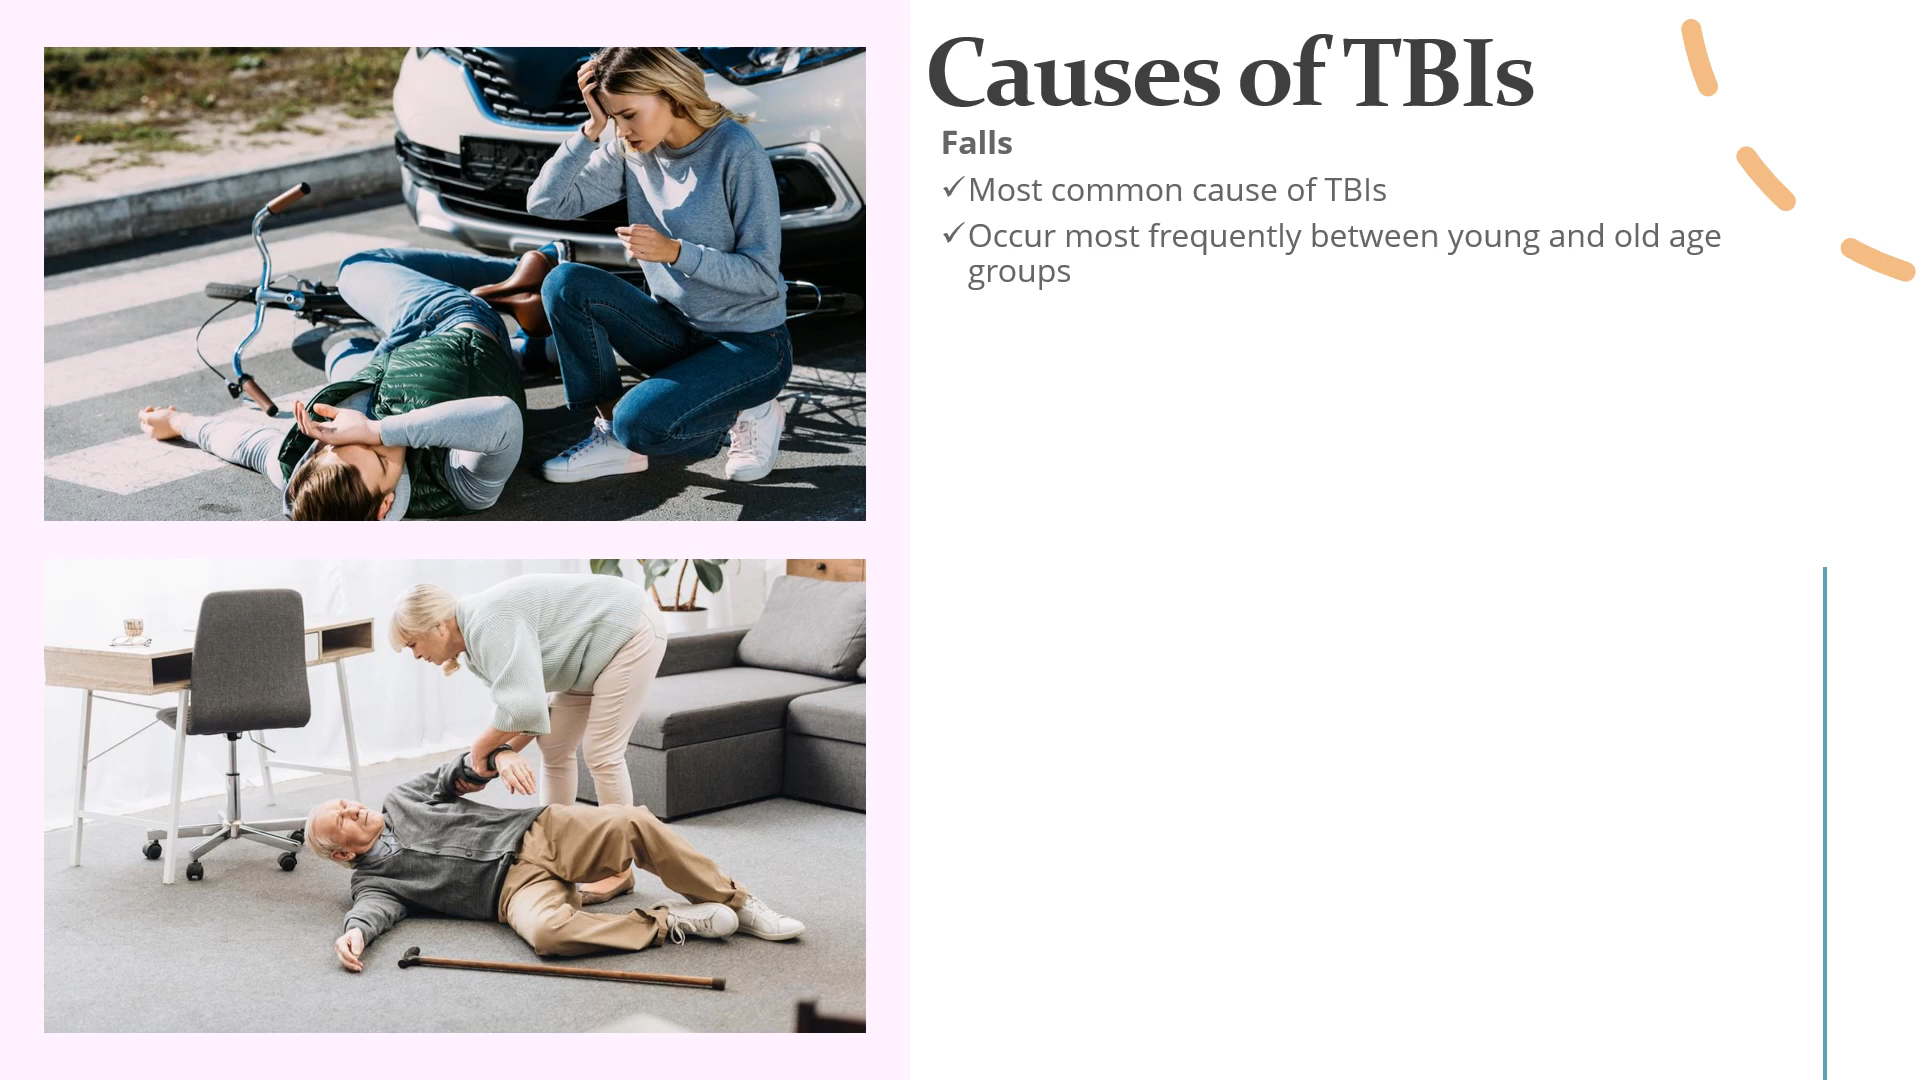 Causes of TBIs
Falls
✓Most common cause of TBIs
✓Occur most frequently between young and old age
groups